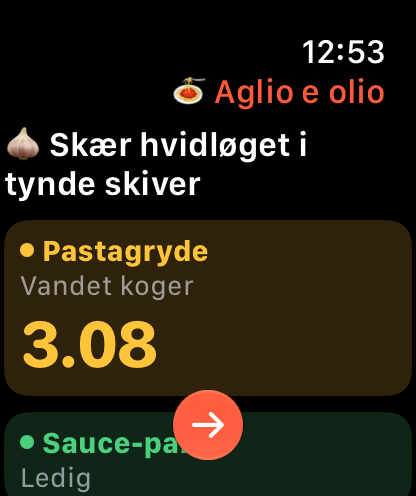 12:53
Aglio e olio
Skær hvidløget i
tynde skiver
Pastagryde
Vandet koger
3.08
Ledig